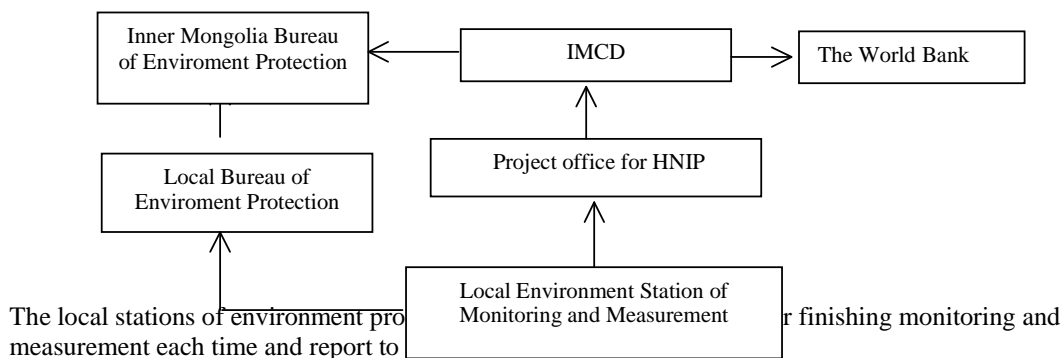 Inner Mongolia Bureau
of Enviroment Protection
IMCD
The World Bank
Project office for HNIP
Local Bureau of
Enviroment Protection
Local Environment Station of
Monitoring and Measurement
The local stations of environment pro r finishing monitoring and
measurement each time and report to